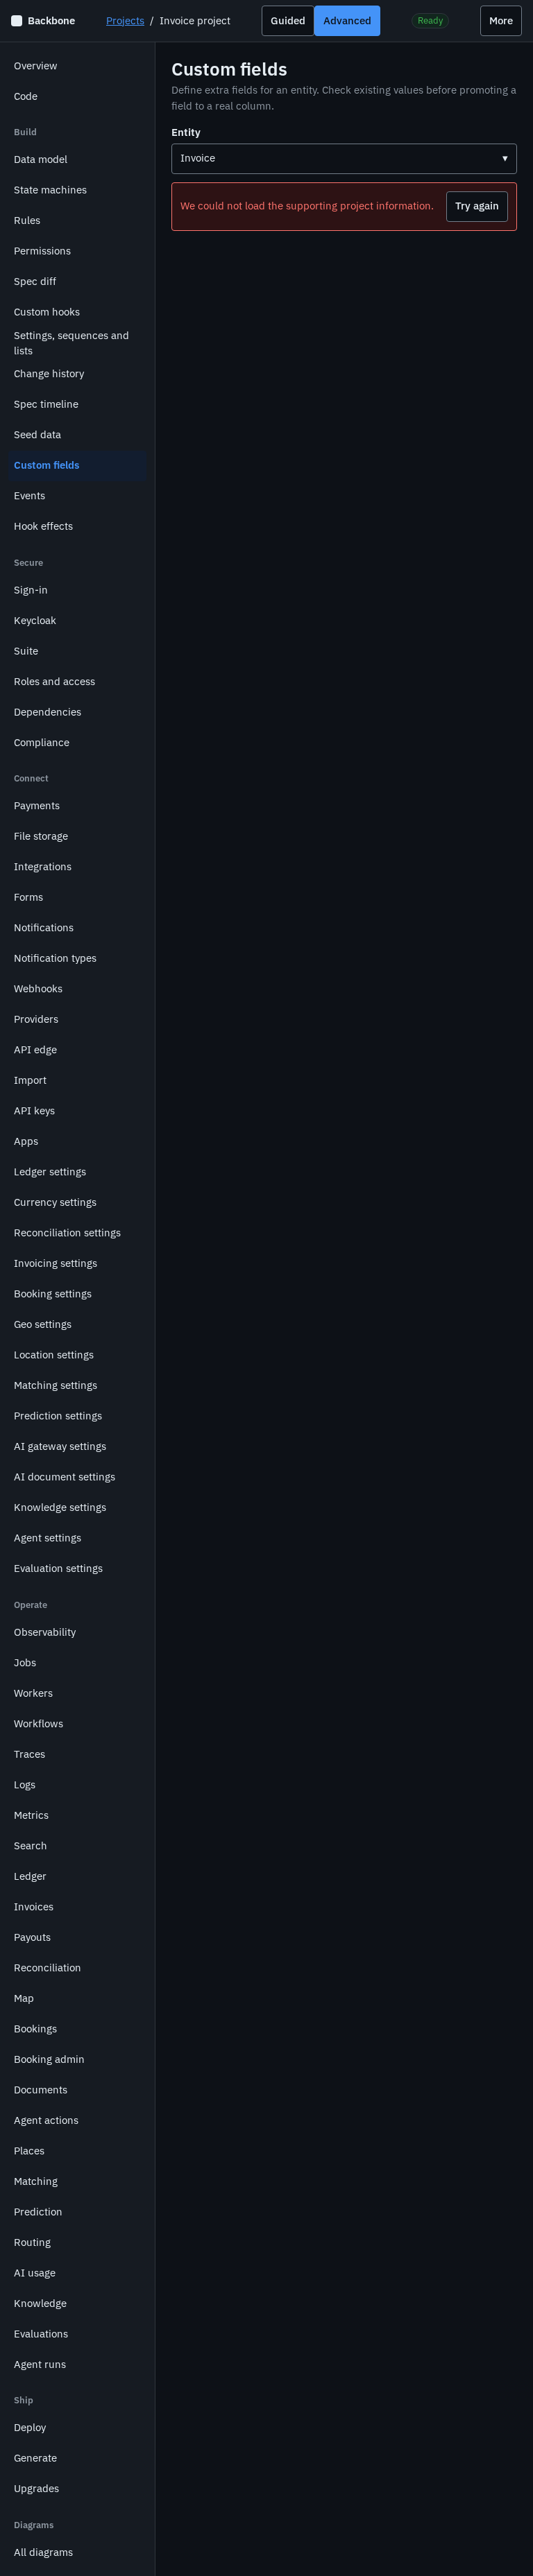 Backbone
Projects / Invoice project
Guided
Advanced
Ready
More
Overview
Code
Build
Data model
State machines
Rules
Permissions
Spec diff
Custom hooks
Settings, sequences and
lists
Change history
Spec timeline
Seed data
Custom fields
Events
Hook effects
Secure
Sign-in
Keycloak
Suite
Roles and access
Dependencies
Compliance
Connect
Payments
File storage
Integrations
Forms
Notifications
Notification types
Webhooks
Providers
API edge
Import
API keys
Apps
Ledger settings
Currency settings
Reconciliation settings
Invoicing settings
Booking settings
Geo settings
Location settings
Matching settings
Prediction settings
AI gateway settings
AI document settings
Knowledge settings
Agent settings
Evaluation settings
Operate
Observability
Jobs
Workers
Workflows
Traces
Logs
Metrics
Search
Ledger
Invoices
Payouts
Reconciliation
Map
Bookings
Booking admin
Documents
Agent actions
Places
Matching
Prediction
Routing
AI usage
Knowledge
Evaluations
Agent runs
Ship
Deploy
Generate
Upgrades
Diagrams
All diagrams
Custom fields
Define extra fields for an entity. Check existing values before promoting a
field to a real column.
Entity
Invoice
We could not load the supporting project information.
Try again